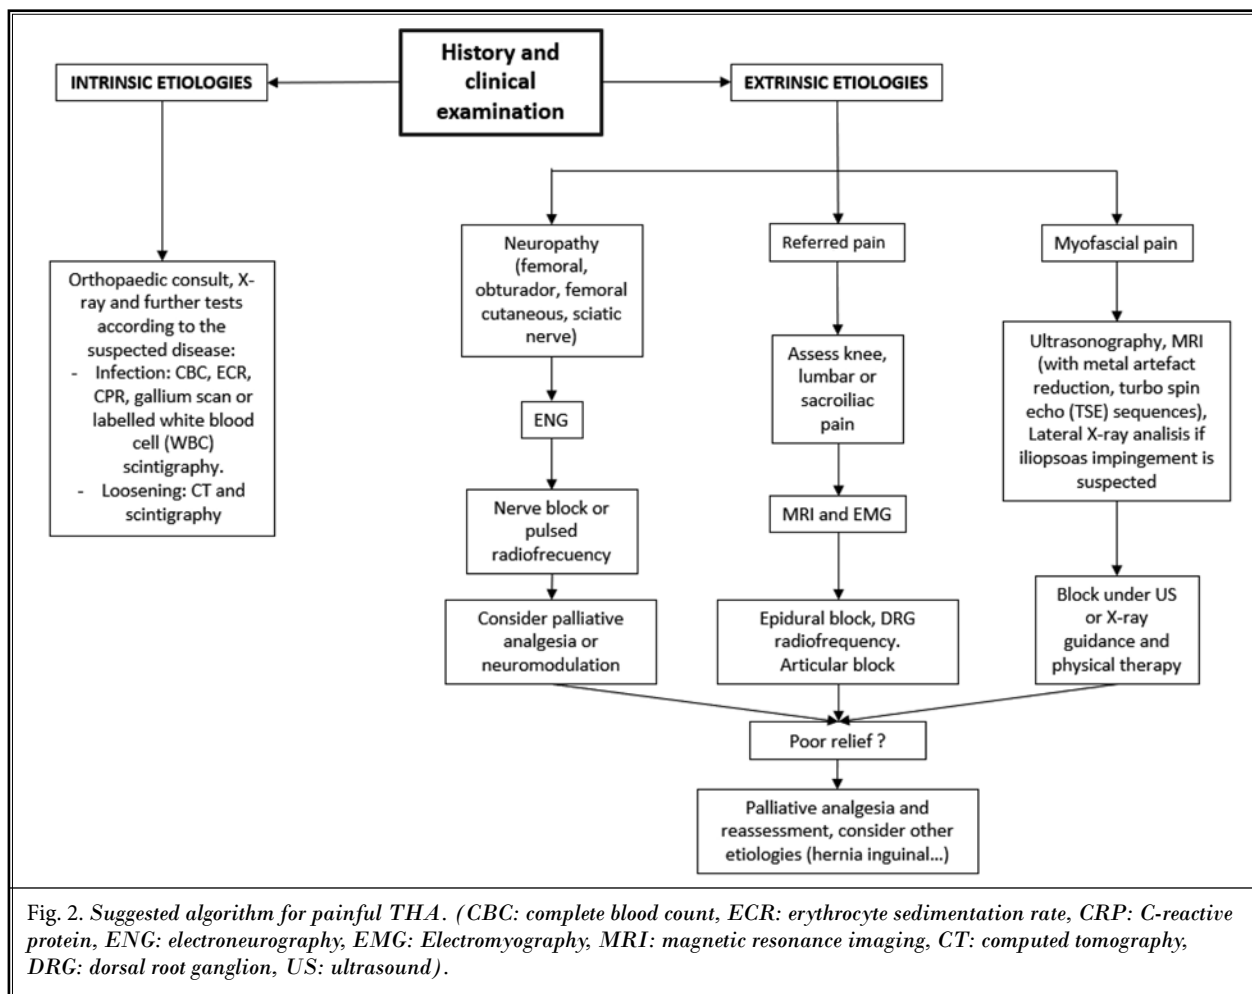 History and
clinical
examination
INTRINSIC ETIOLOGIES
EXTRINSIC ETIOLOGIES
Orthopaedic consult, X-
ray and further tests
according to the
suspected disease:
- Infection: CBC, ECR,
CPR, gallium scan or
labelled white blood
cell (WBC)
scintigraphy.
- Loosening: CT and
scintigraphy
Neuropathy
(femoral,
obturador, femoral
cutaneous, sciatic
nerve)
ENG
Nerve block or
pulsed
radiofrecuency
Consider palliative
analgesia or
neuromodulation
Referred pain
Assess knee,
lumbar or
sacroiliac
pain
MRI and EMG
Epidural block, DRG
radiofrequency.
Articular block
Myofascial pain
Ultrasonography, MRI
(with metal artefact
reduction, turbo spin
echo (TSE) sequences),
Lateral X-ray analisis if
iliopsoas impingement is
suspected
Block under US
or X-ray
guidance and
physical therapy
Poor relief ?
Palliative analgesia and
reassessment, consider other
etiologies (hernia inguinal...)
Fig. 2. Suggested algorithm for painful THA. (CBC: complete blood count, ECR: erythrocyte sedimentation rate, CRP: C-reactive
protein, ENG: electroneurography, EMG: Electromyography, MRI: magnetic resonance imaging, CT: computed tomography,
DRG: dorsal root ganglion, US: ultrasound).